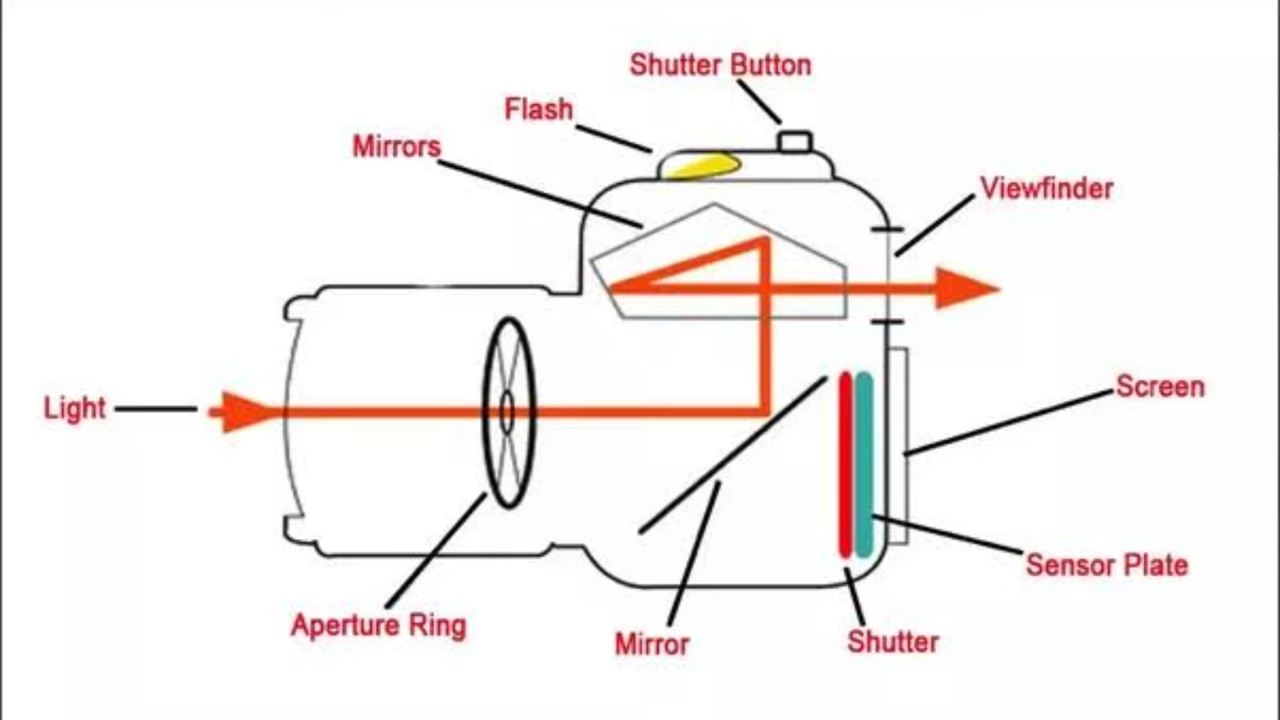 Shutter Button
Flash
Mirrors
Viewfinder
Light
Screen
Sensor Plate
Aperture Ring
Mirror
Shutter